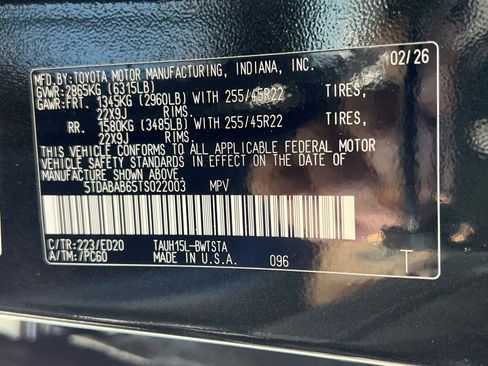 MFD.BY:TOYOTA MOTOR MANUFACTURING, INDIANA, INC. 02/26
GVWR:2865KG (6315LB)
GAWR:FRT. 1345KG (2960LB) WITH 255/45R22 TIRES,
22X9J RIMS.
RR. 1580KG (3485LB) WITH 255/45R22 TIRES,
22X9J RIMS.
THIS VEHICLE CONFORMS TO ALL APPLICABLE FEDERAL MOTOR
VEHICLE SAFETY STANDARDS IN EFFECT ON THE DATE OF
MANUFACTURE SHOWN ABOVE.
5TDABAB65TS022003 MPV
C/TR:223/ED20 TAUH15L-BWTSTA
A/TM:/PC60 MADE IN U.S.A. 096 T